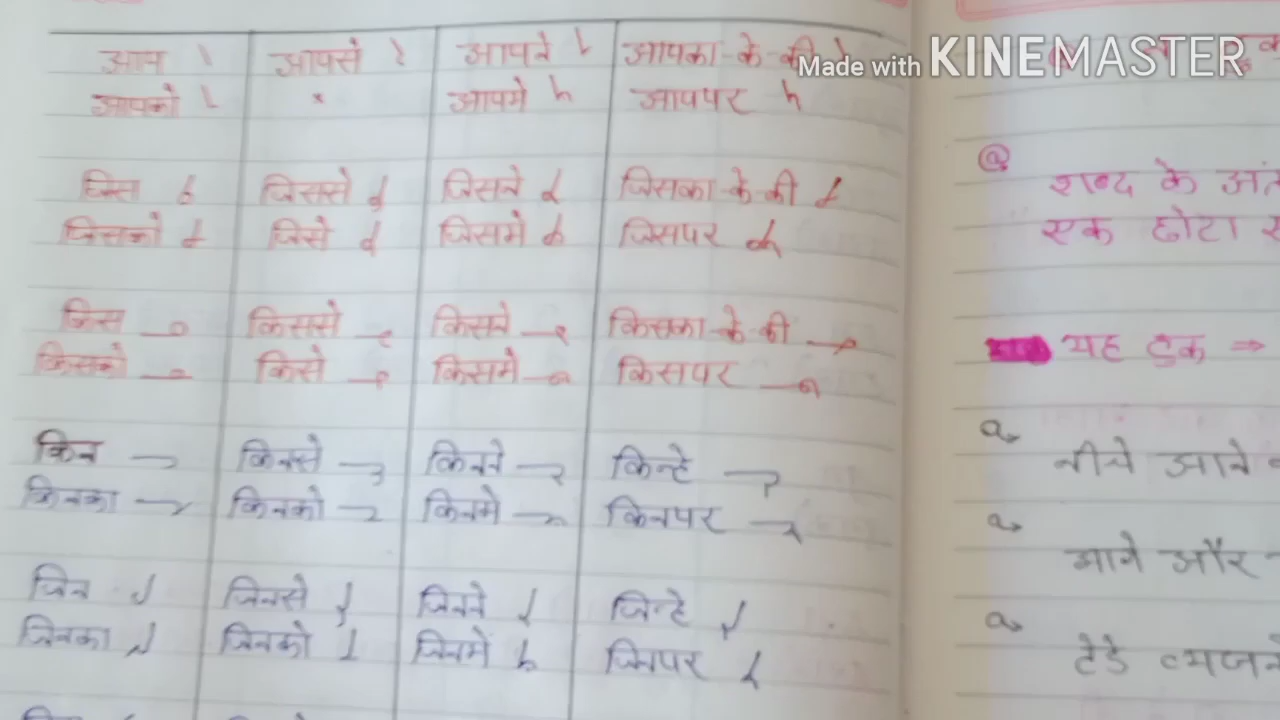 आप आपसे आपने आपका के की
आपको आपमे आपपर
Made with KINEMASTER
जिस जिससे जिसने जिसका के की
जिसको जिसे जिसमे जिसपर
किस किससे किसने किसका के की
किसको किसे किसमे किसपर
किन किनसे किनने किन्हे
किनका किनको किनमे किनपर
जिन जिनसे जिनने जिन्हे
जिनका जिनको जिनमें जिनपर
शब्द के अंत
एक छोटा
यह हुक ⇒
नीचे आने
माने और
टेडे व्यजन